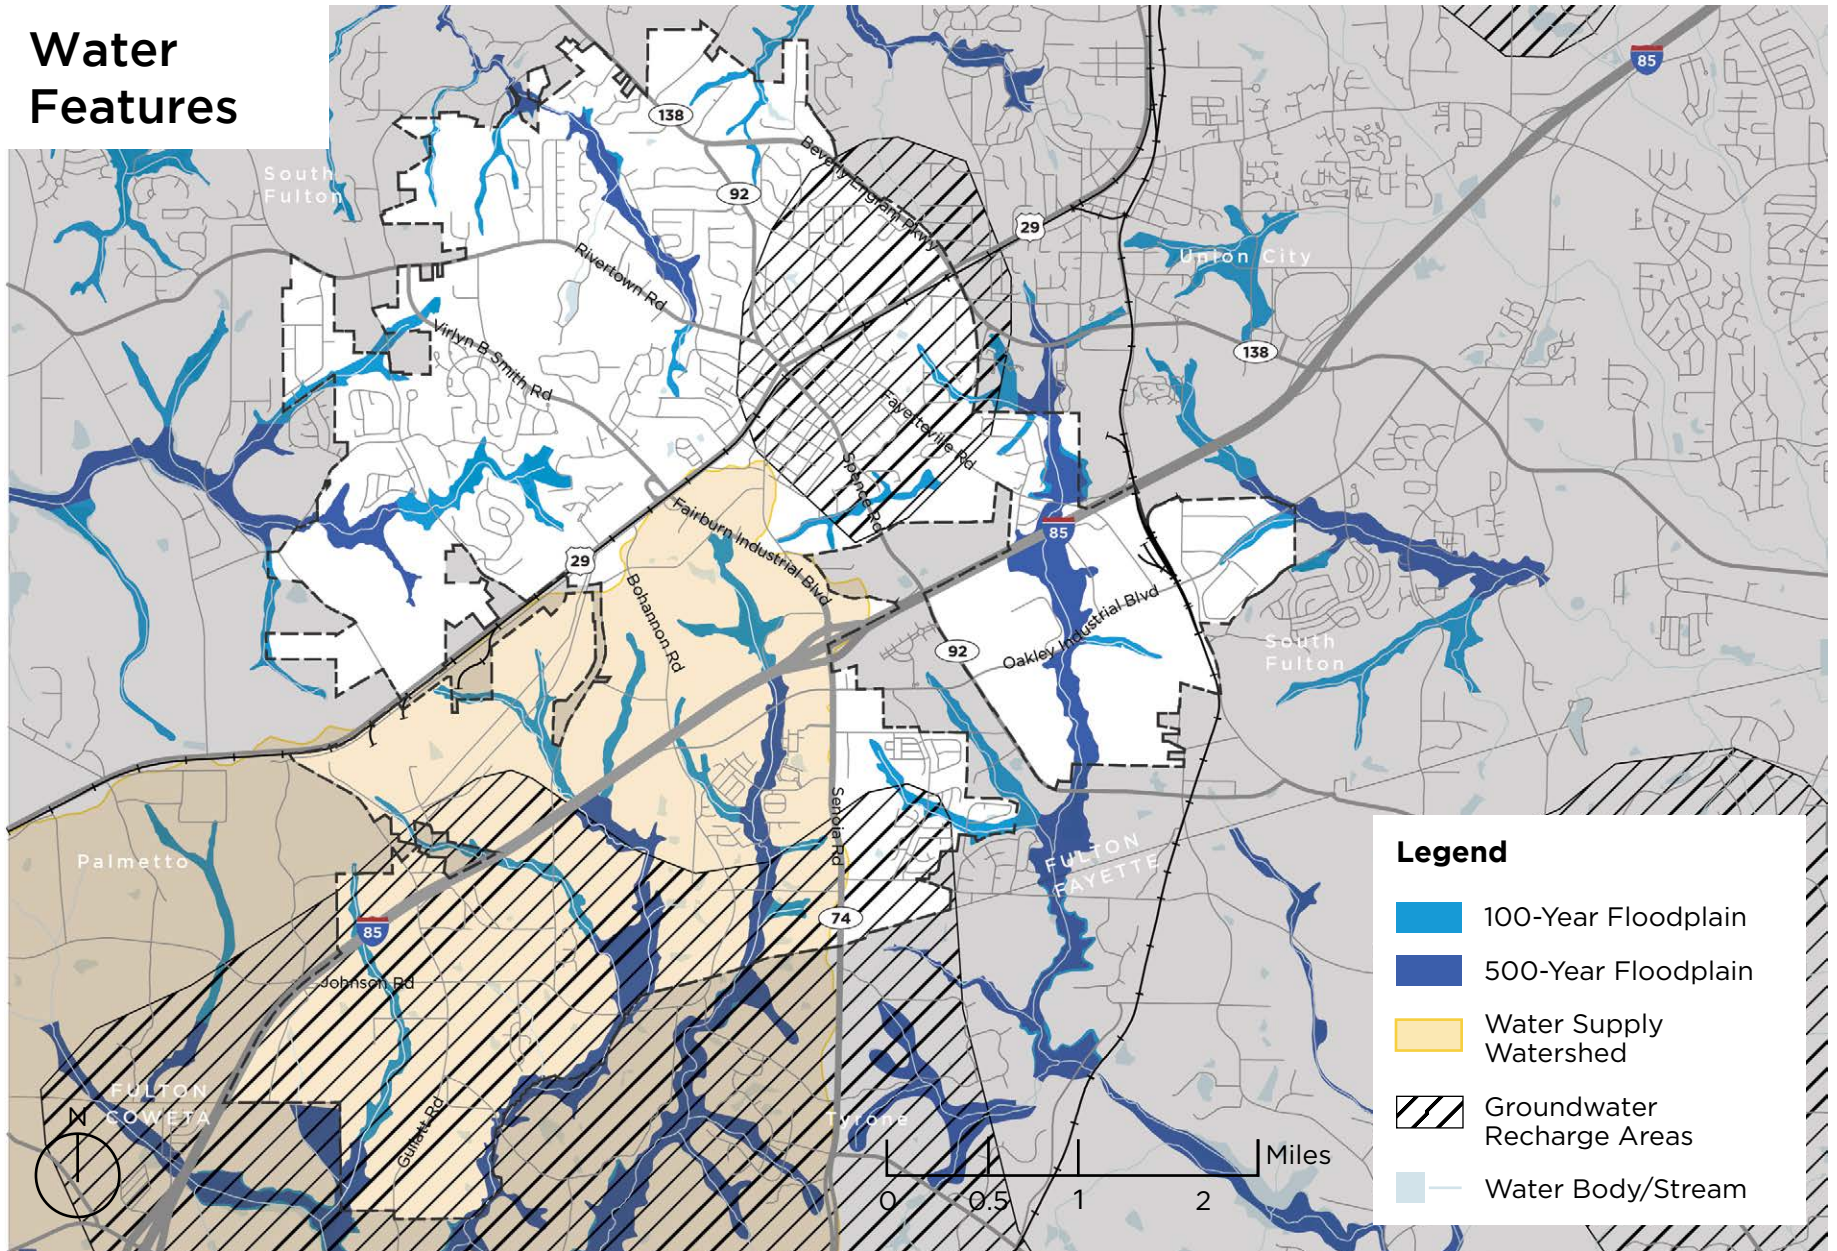 Water
Features
85
138
South
Fulton
Beverly Engram Pkwy
92
29
Union City
Rivertown Rd
Virlyn B Smith Rd
138
Fayetteville Rd
Spence Rd
Fairburn Industrial Blvd
85
29
Bohannon Rd
Oakley Industrial Blvd
92
South
Fulton
Senoia Rd
Palmetto
FULTON
FAYETTE
74
85
Johnson Rd
FULTON
COWETA
N
Gullatt Rd
Tyrone
Miles
0
0.5
1
2
Legend
100-Year Floodplain
500-Year Floodplain
Water Supply
Watershed
Groundwater
Recharge Areas
Water Body/Stream